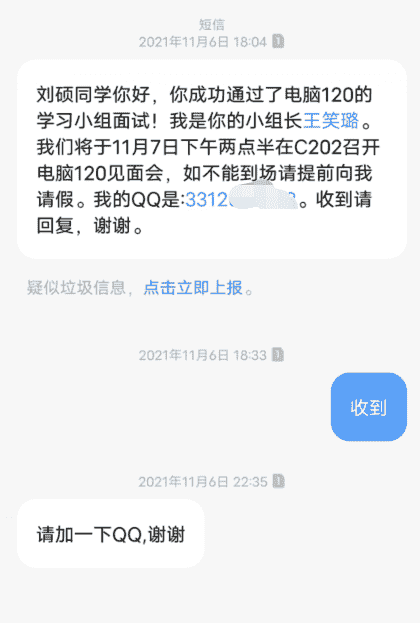 短信
2021年11月6日 18:04 1
刘硕同学你好，你成功通过了电脑120的
学习小组面试！我是你的小组长王笑璐。
我们将于11月7日下午两点半在C202召开
电脑120见面会，如不能到场请提前向我
请假。我的QQ是:3312 。收到请
回复，谢谢。
疑似垃圾信息，点击立即上报。
2021年11月6日 18:33 1
收到
2021年11月6日 22:35 1
请加一下QQ,谢谢